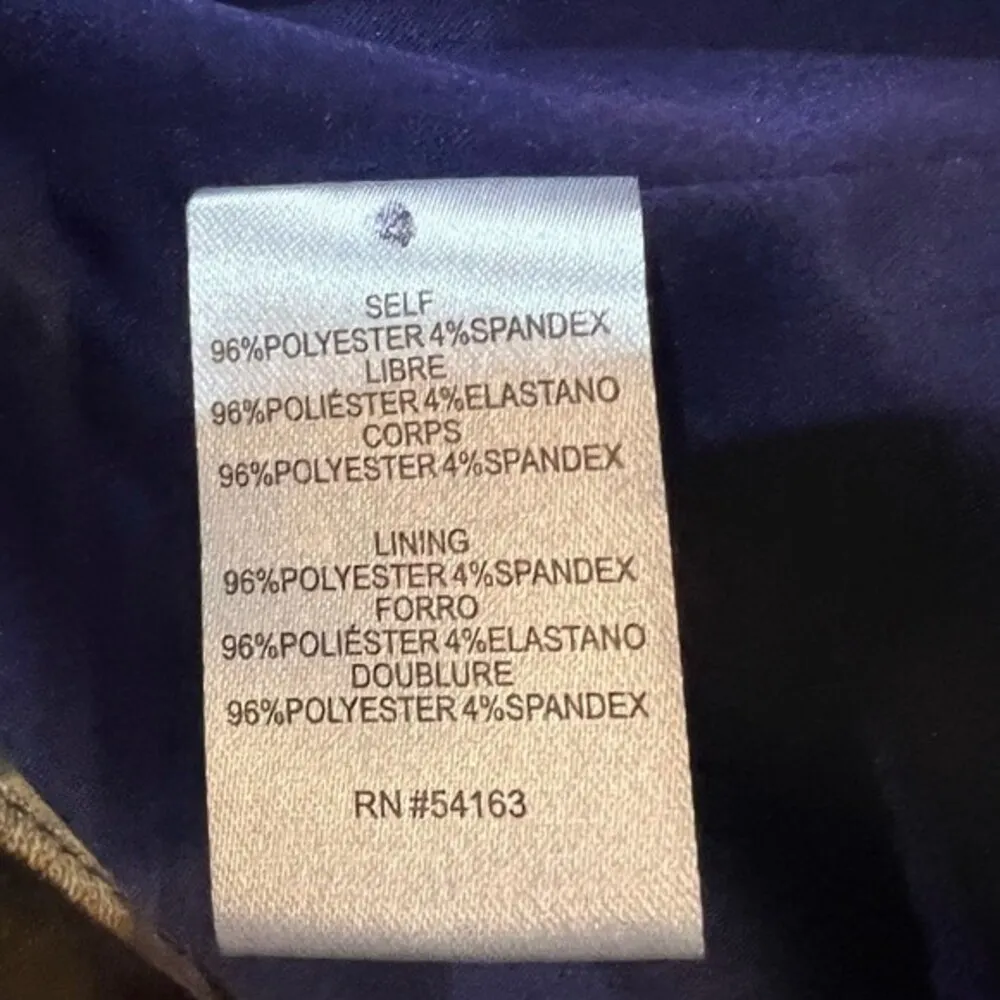 SELF
96%POLYESTER 4%SPANDEX
LIBRE
96%POLIÉSTER 4%ELASTANO
CORPS
96%POLYESTER 4%SPANDEX
LINING
96%POLYESTER 4%SPANDEX
FORRO
96%POLIÉSTER 4%ELASTANO
DOUBLURE
96%POLYESTER 4%SPANDEX
RN #54163